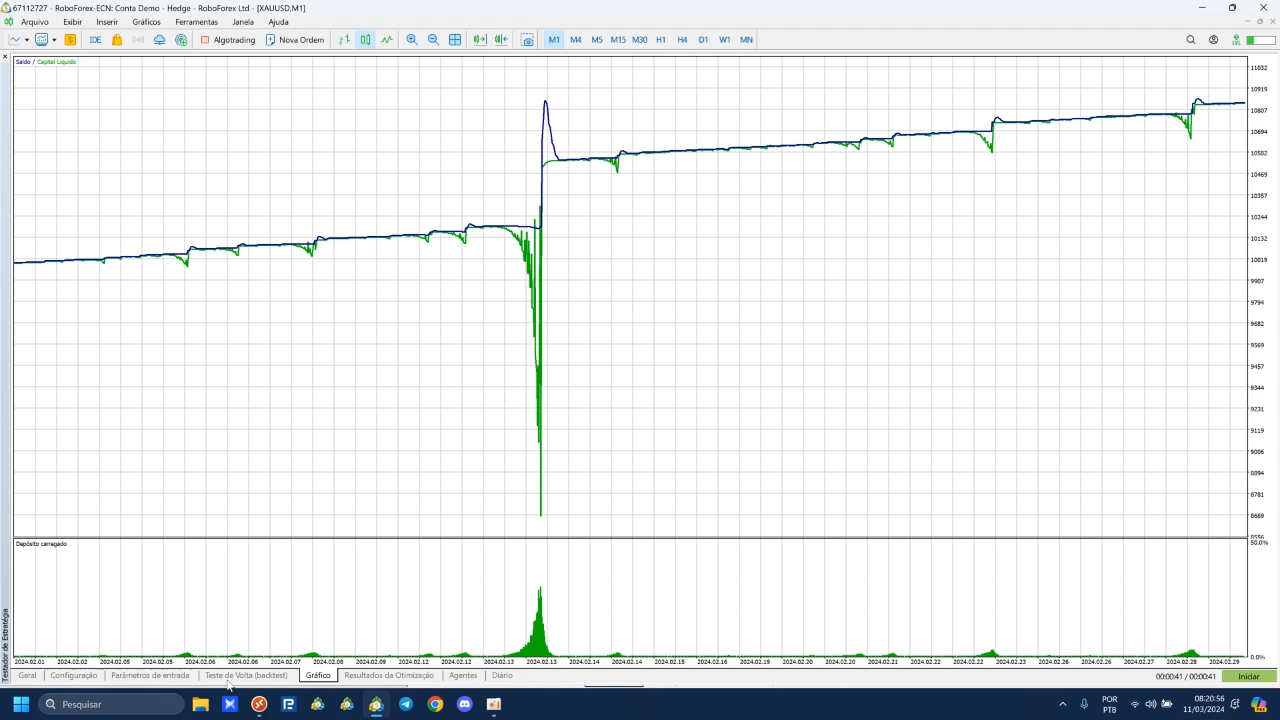 67112727 - RoboForex-ECN: Conta Demo - Hedge - RoboForex Ltd - [XAUUSD,M1]
Arquivo Exibir Inserir Gráficos Ferramentas Janela Ajuda
IDE Algotrading Nova Ordem M1 M4 M5 M15 M30 H1 H4 D1 W1 MN LVL
Saldo / Capital Líquido
11032
10919
10807
10694
10582
10469
10357
10244
10132
10019
9907
9794
9682
9569
9457
9344
9231
9119
9006
8894
8781
8669
8556
Depósito carregado
50.0%
0.0%
2024.02.01 2024.02.02 2024.02.05 2024.02.05 2024.02.06 2024.02.06 2024.02.07 2024.02.08 2024.02.09 2024.02.12 2024.02.12 2024.02.13 2024.02.13 2024.02.14 2024.02.14 2024.02.15 2024.02.16 2024.02.19 2024.02.20 2024.02.20 2024.02.22 2024.02.22 2024.02.23 2024.02.26 2024.02.26 2024.02.27 2024.02.28 2024.02.29
Testador de Estratégia
Geral Configuração Parâmetros de entrada Teste de Volta (backtest) Gráfico Resultados da Otimização Agentes Diário 00:00:41 / 00:00:41 Iniciar
Pesquisar
POR
PTB
08:20:56
11/03/2024